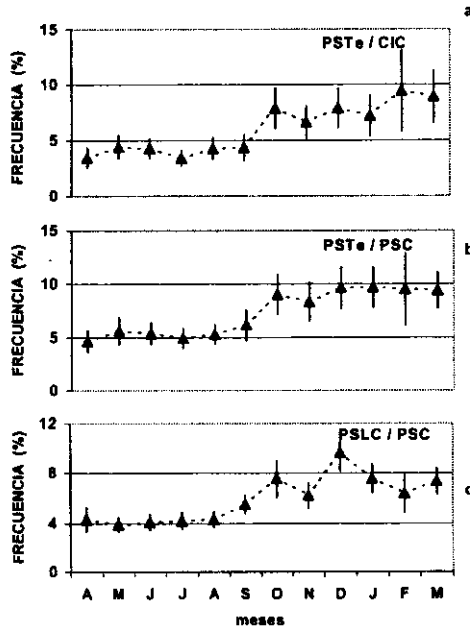 a
15
PSTe / CIC
10
5
0
FRECUENCIA (%)
b
15
PSTe / PSC
10
5
0
FRECUENCIA (%)
c
12
PSLC / PSC
8
4
0
FRECUENCIA (%)
A M J J A S O N D J F M
meses